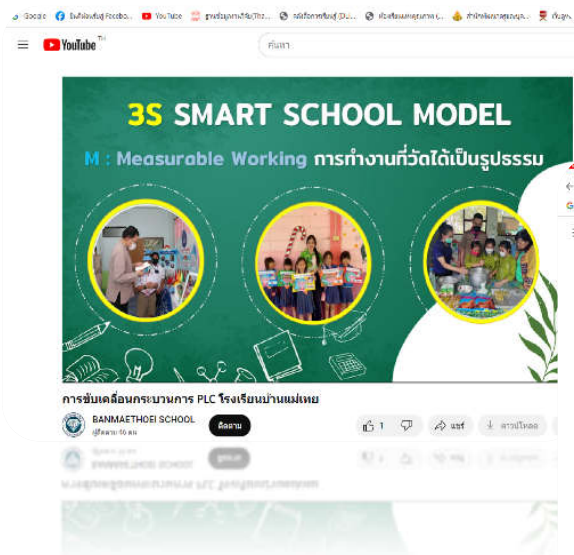 Google
YouTube
YouTube TH
ค้นหา
3S SMART SCHOOL MODEL
M : Measurable Working การทำงานที่วัดได้เป็นรูปธรรม
การขับเคลื่อนกระบวนการ PLC โรงเรียนบ้านแม่เทย
BANMAETHOEI SCHOOL
ติดตาม
1
แชร์
ดาวน์โหลด